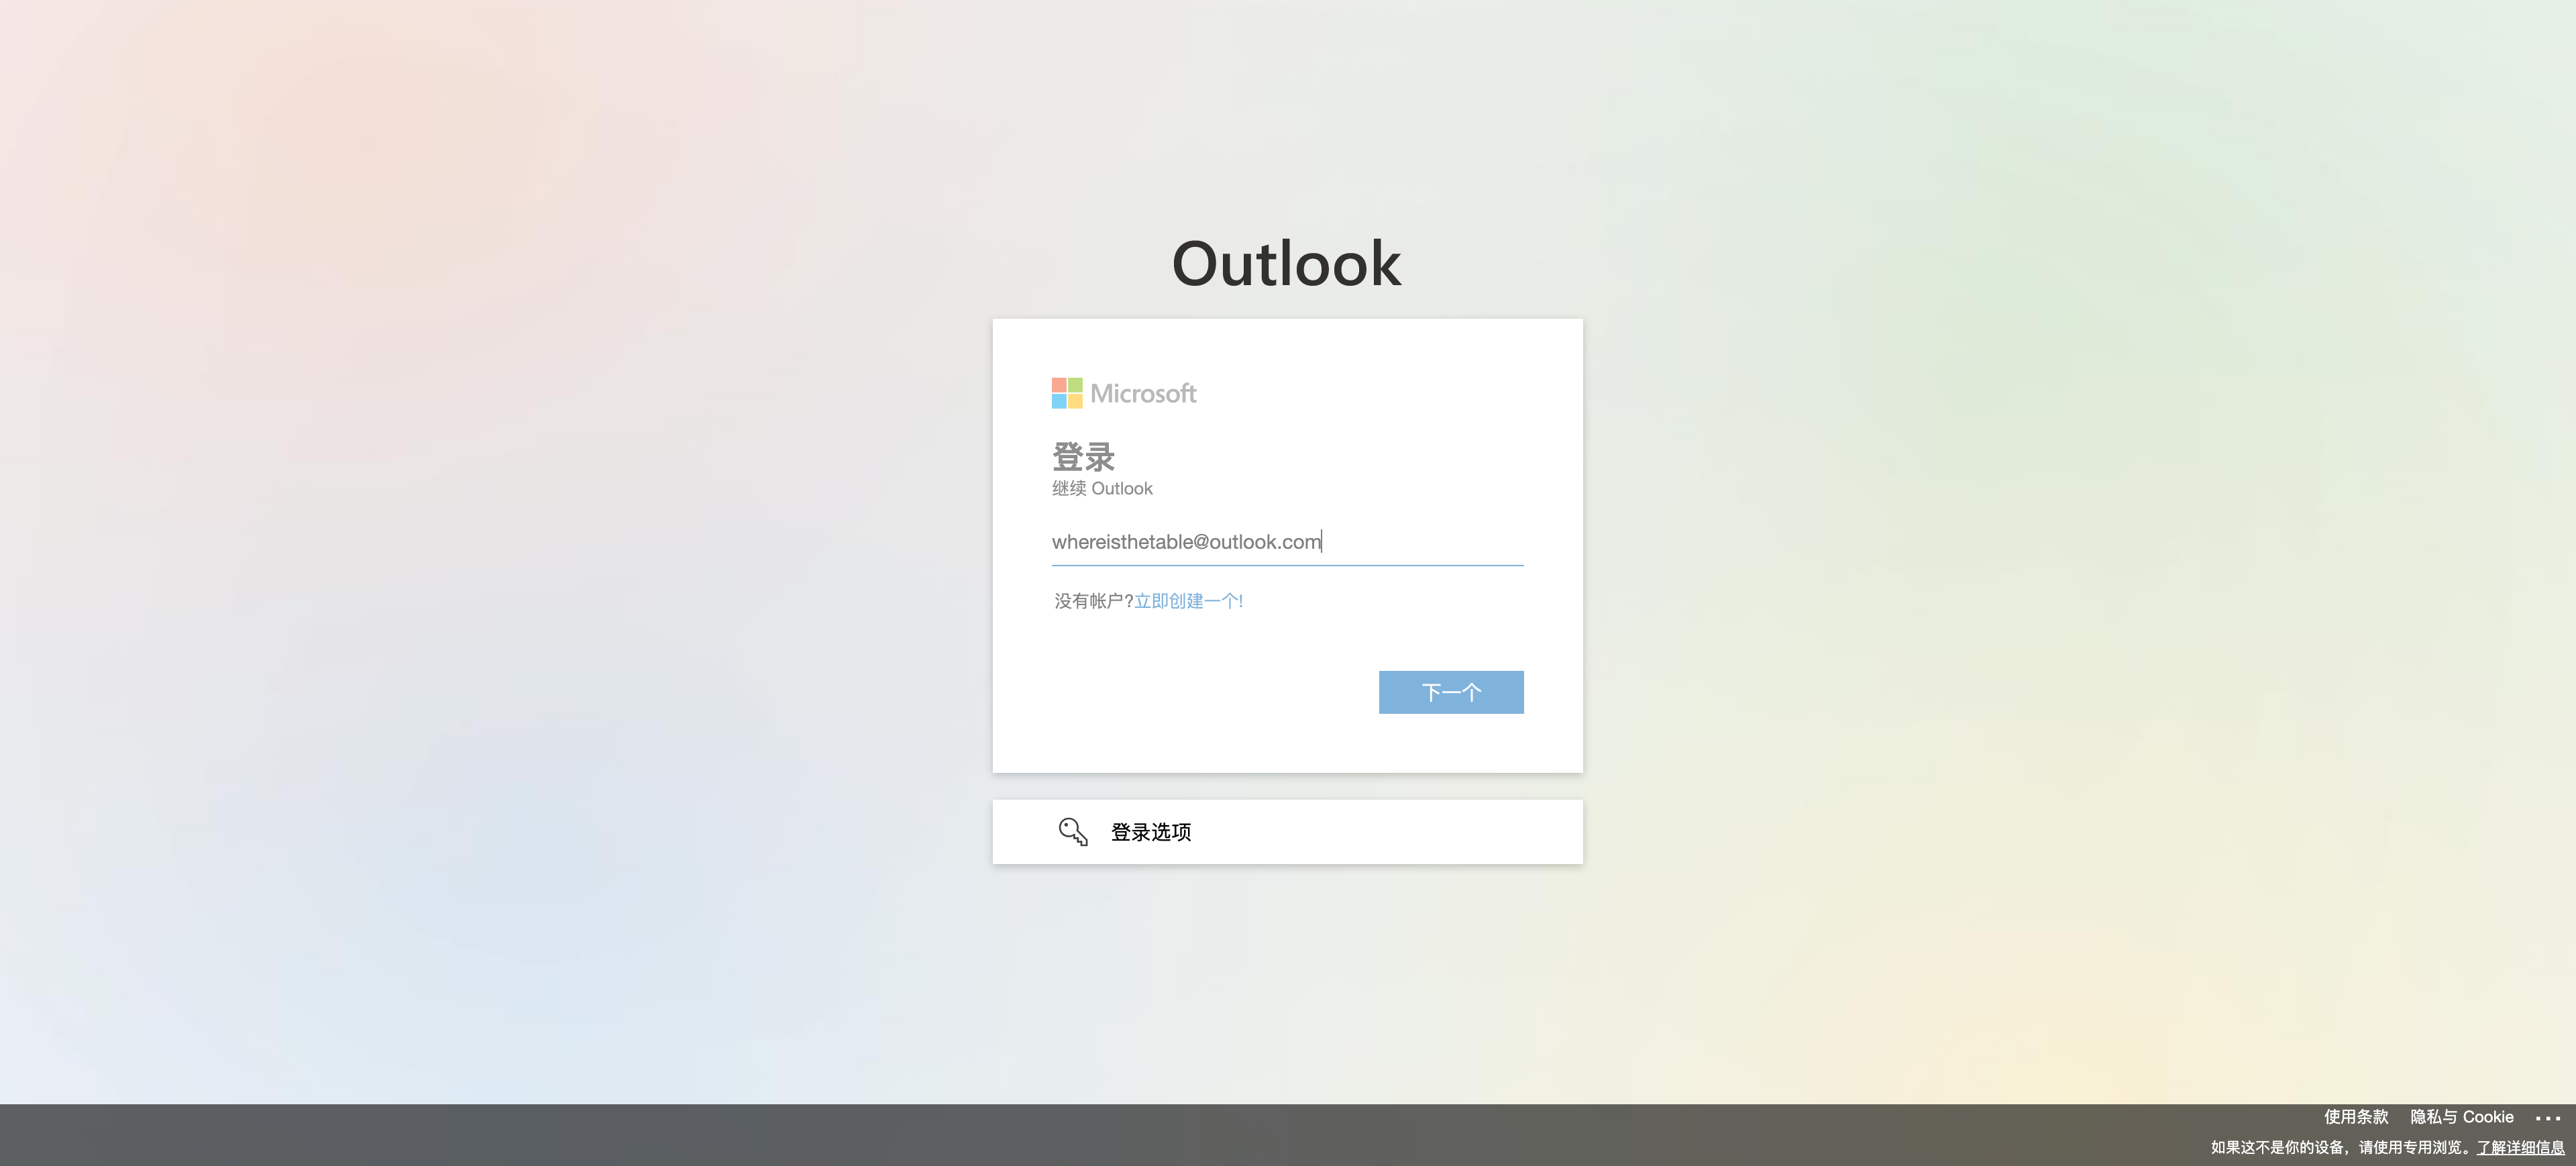 Outlook
Microsoft
登录
继续 Outlook
whereisthetable@outlook.com
没有帐户?立即创建一个!
下一个
登录选项
使用条款 隐私与 Cookie ...
如果这不是你的设备，请使用专用浏览。了解详细信息